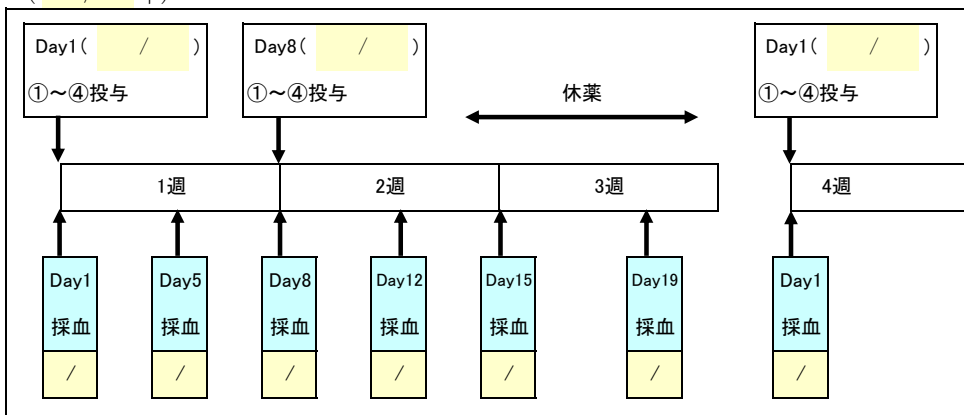 Day1( / ) Day8( / ) Day1( / )
①～④投与 ①～④投与 休薬 ①～④投与
1週 2週 3週 4週
Day1 Day5 Day8 Day12 Day15 Day19 Day1
採血 採血 採血 採血 採血 採血 採血
/ / / / / / /